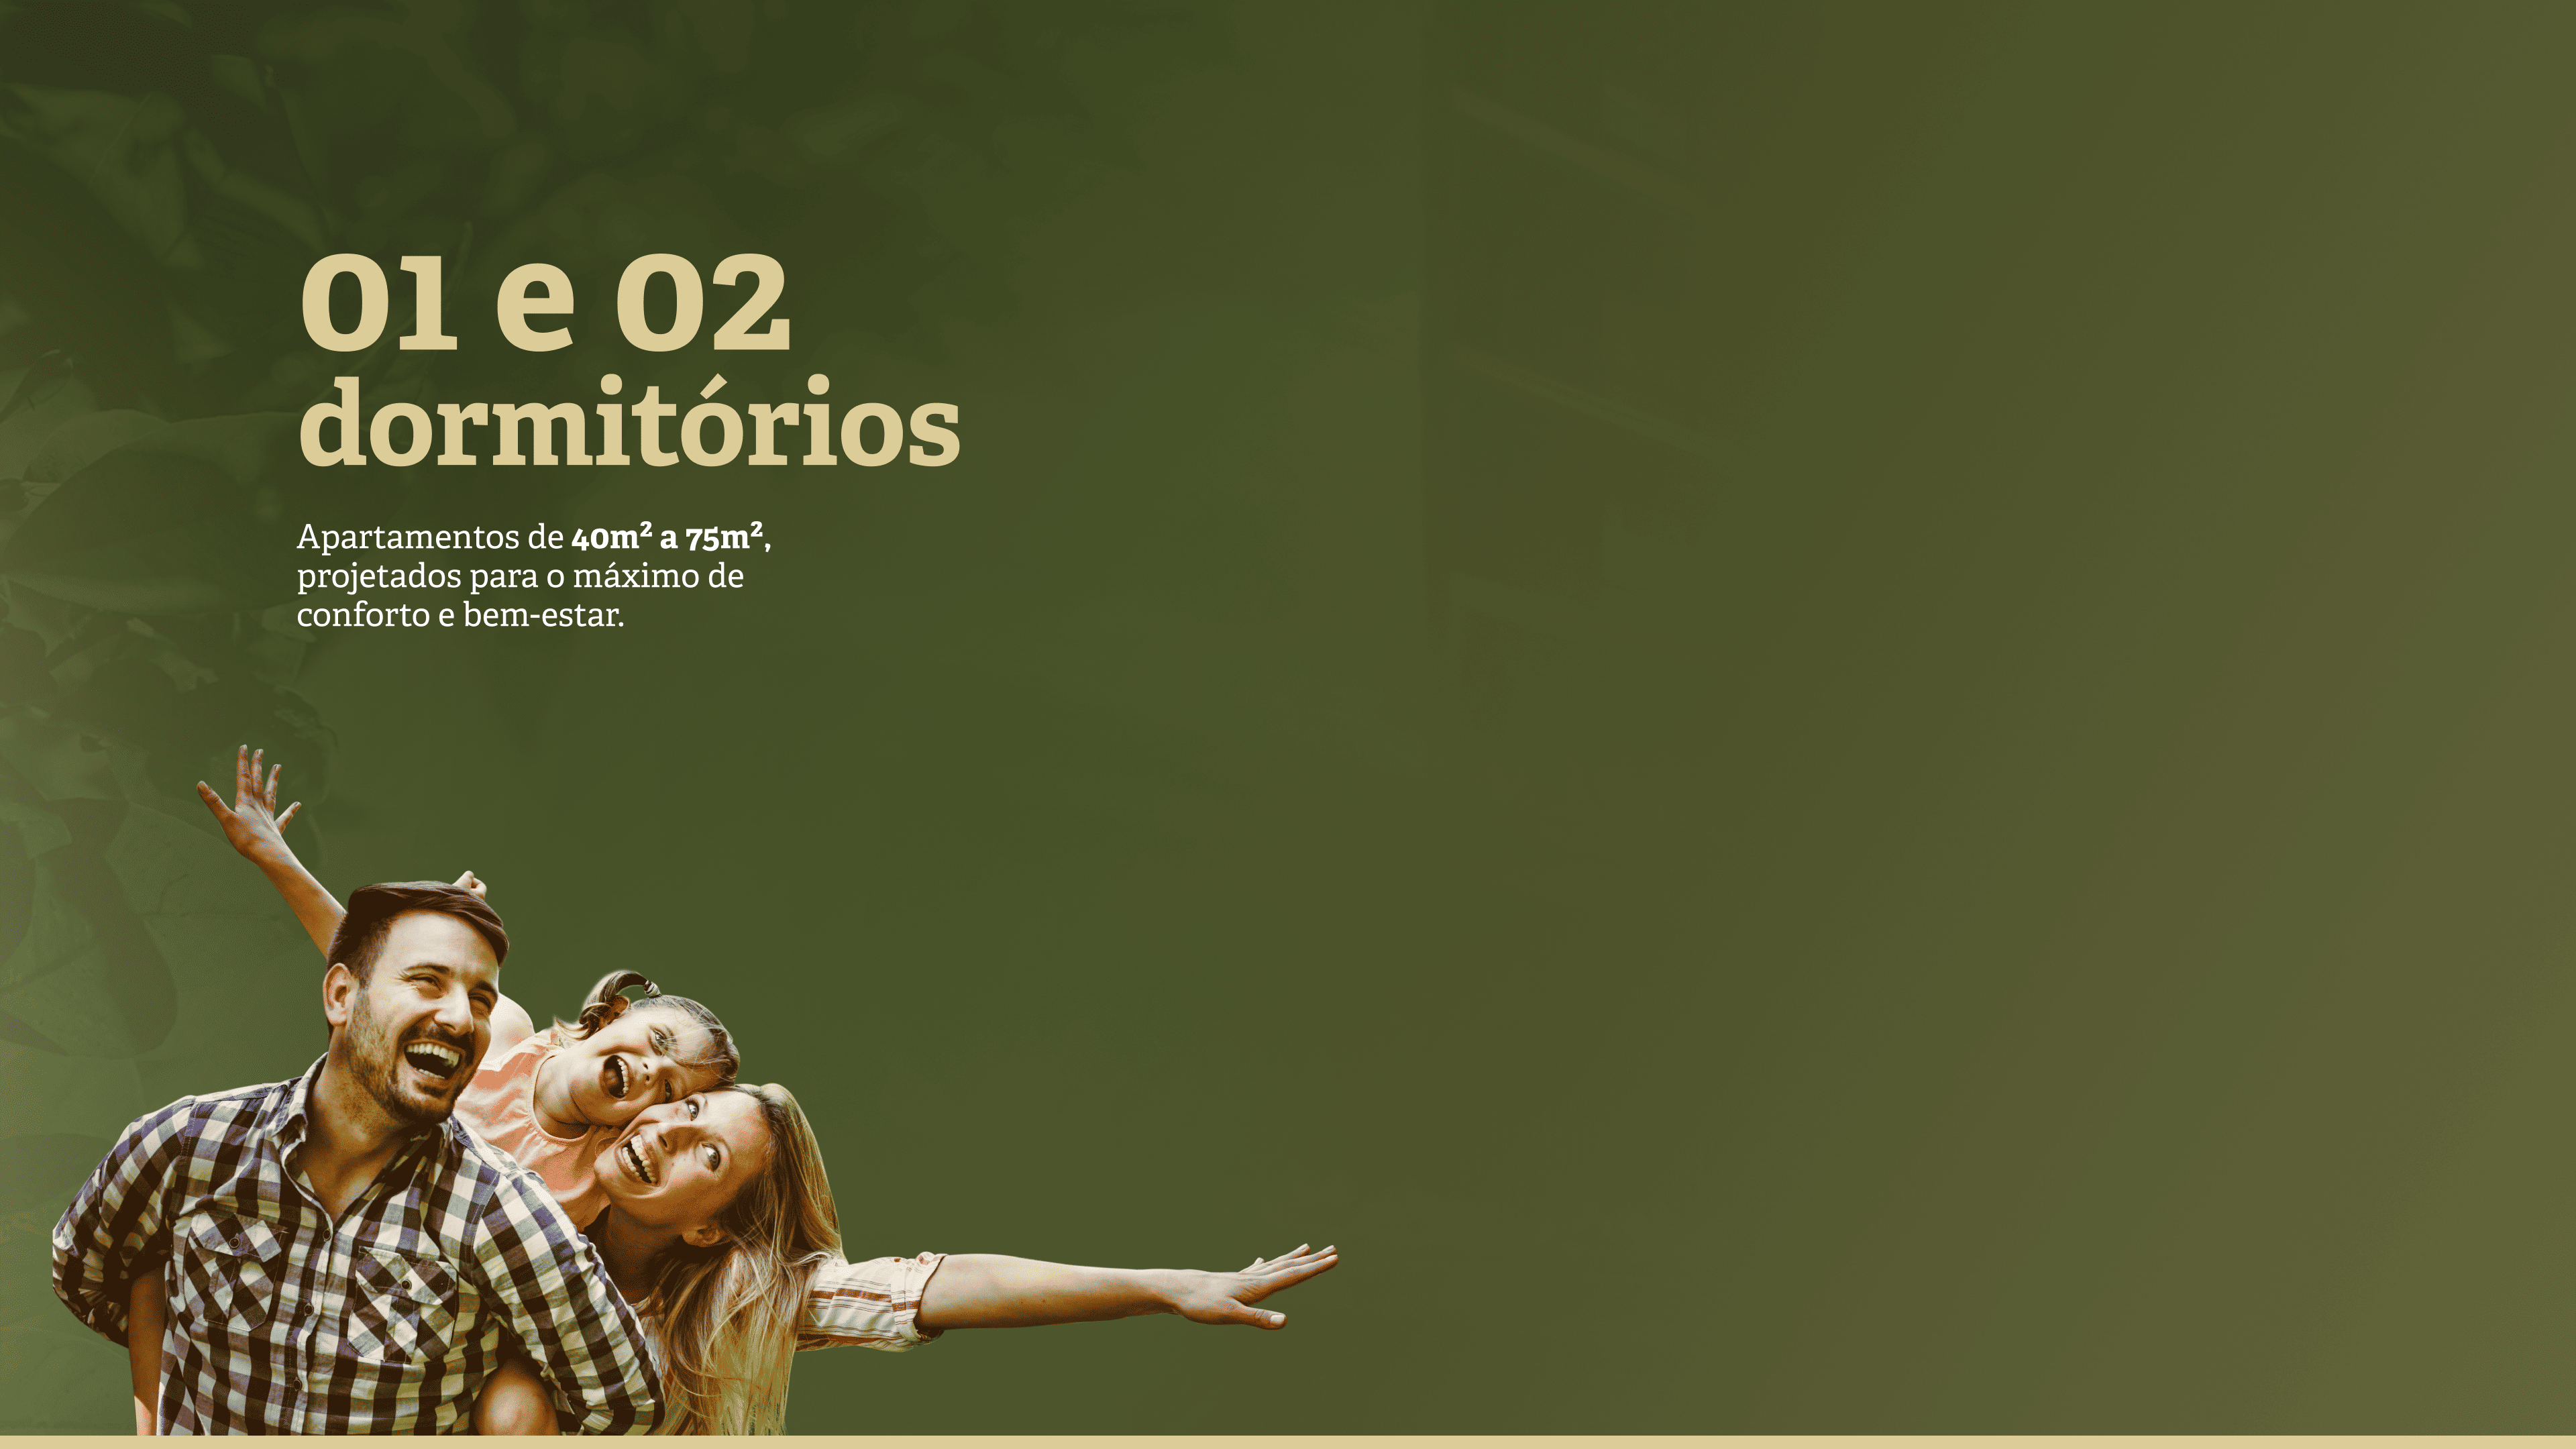 01 e 02
dormitórios
Apartamentos de 40m² a 75m²,
projetados para o máximo de
conforto e bem-estar.